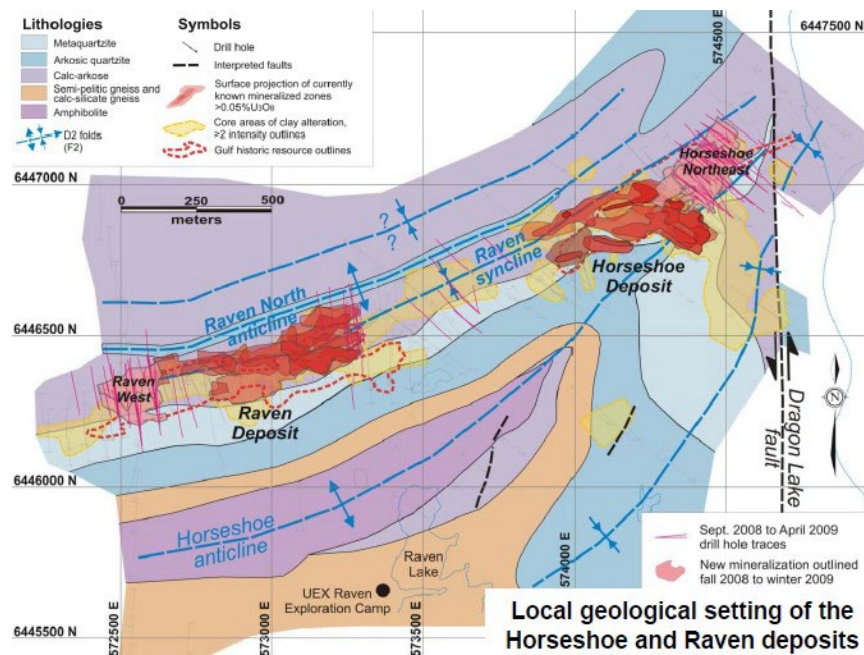 Lithologies
Metaquartzite
Arkosic quartzite
Calc-arkose
Semi-pelitic gneiss and
calc-silicate gneiss
Amphibolite
D2 folds
(F2)
Symbols
Drill hole
Interpreted faults
Surface projection of currently
known mineralized zones
>0.05%U3O8
Core areas of clay alteration,
≥2 intensity outlines
Gulf historic resource outlines
574500 E
6447500 N
6447000 N
0 250 500
meters
Horseshoe
Northeast
?
?
Raven
syncline
Horseshoe
Deposit
Raven North
anticline
6446500 N
Raven
West
Raven
Deposit
N
Dragon Lake
fault
6446000 N
Horseshoe
anticline
Raven
Lake
UEX Raven
Exploration Camp
6445500 N
572500 E
573000 E
573500 E
574000 E
Sept. 2008 to April 2009
drill hole traces
New mineralization outlined
fall 2008 to winter 2009
Local geological setting of the
Horseshoe and Raven deposits